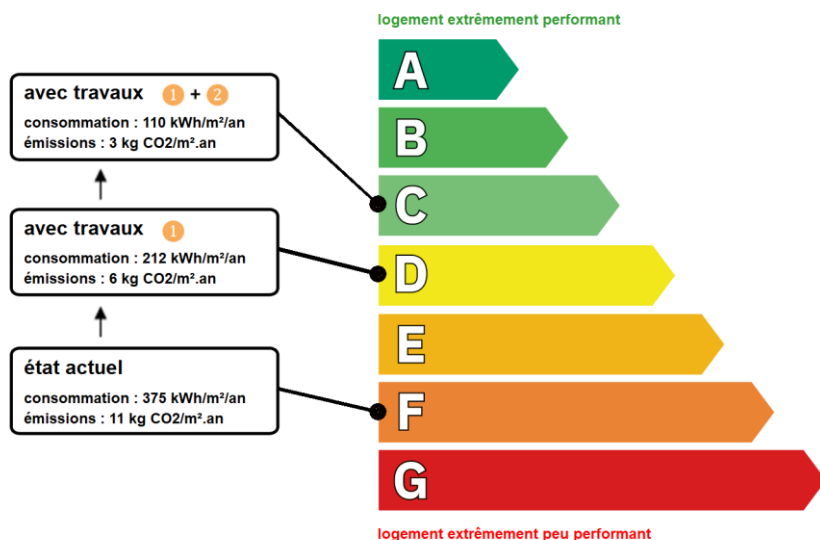 logement extrêmement performant
A
avec travaux 1 + 2
consommation : 110 kWh/m²/an
émissions : 3 kg CO2/m².an
B
C
avec travaux 1
consommation : 212 kWh/m²/an
émissions : 6 kg CO2/m².an
D
E
état actuel
consommation : 375 kWh/m²/an
émissions : 11 kg CO2/m².an
F
G
logement extrêmement peu performant